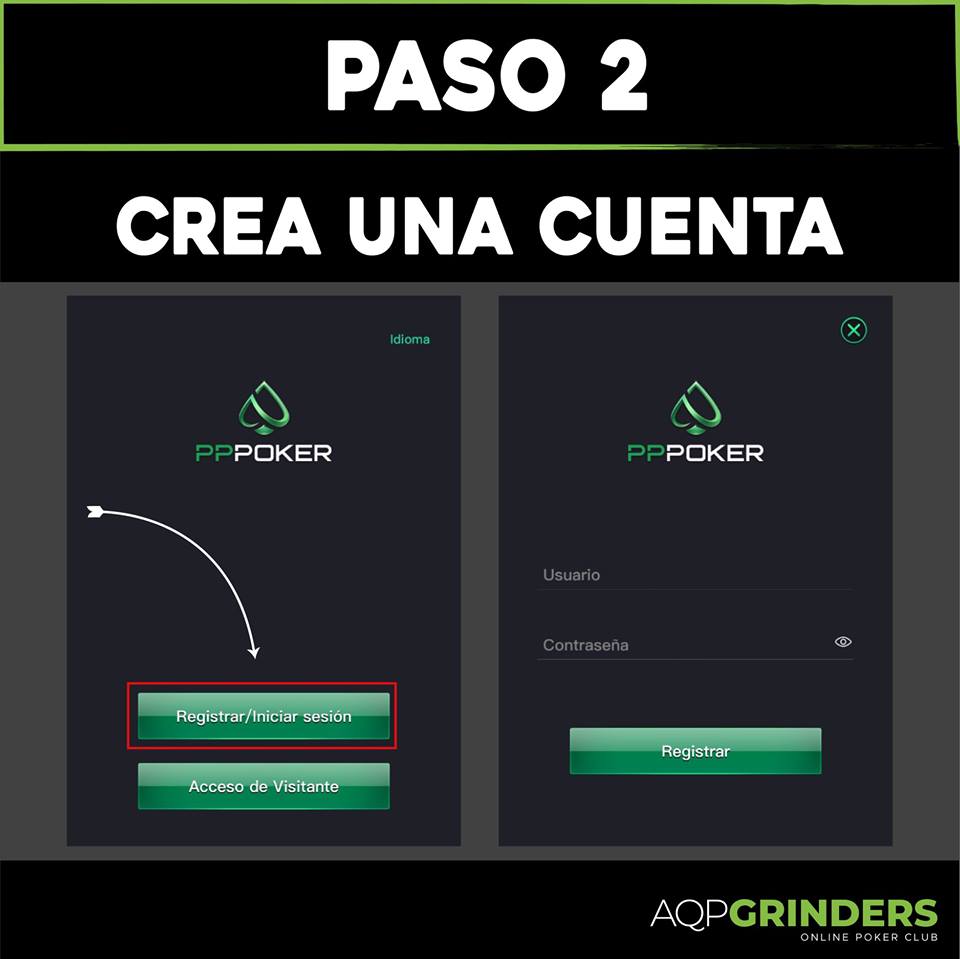 PASO 2
CREA UNA CUENTA
Idioma
PPPOKER
Registrar/Iniciar sesión
Acceso de Visitante
PPPOKER
Usuario
Contraseña
Registrar
AQPGRINDERS
ONLINE POKER CLUB